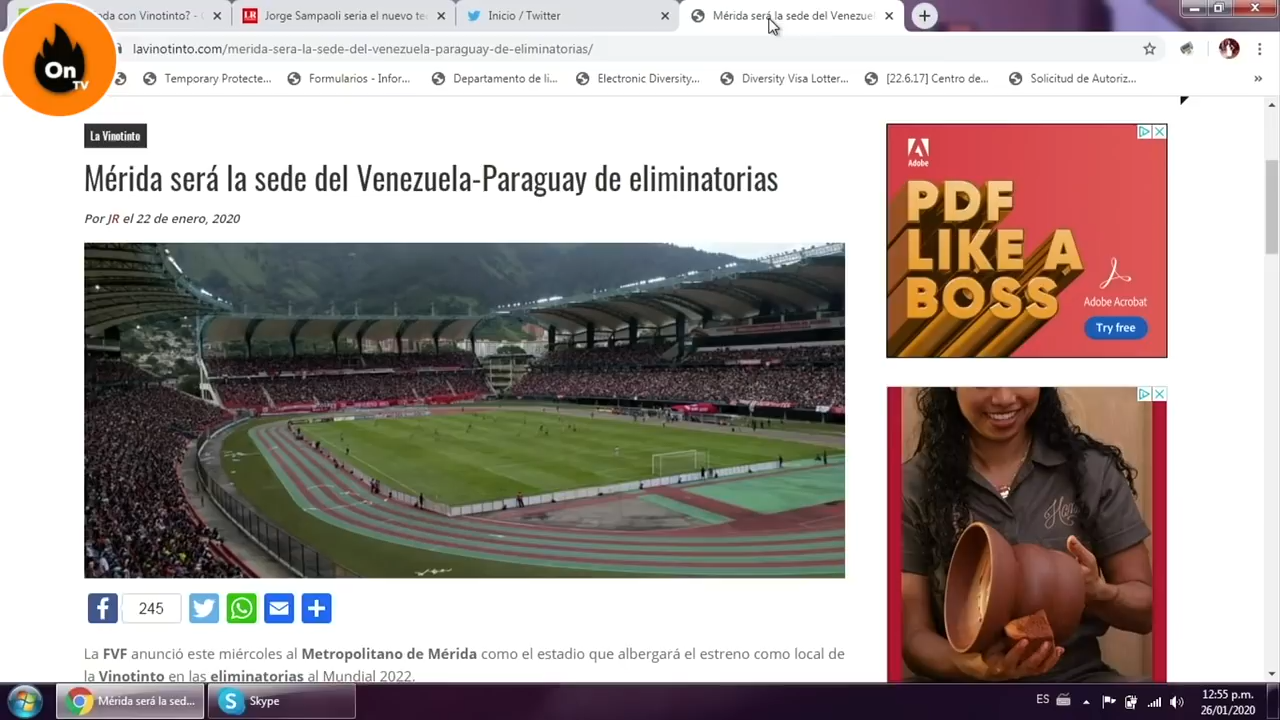 nda con Vinotinto? - G
Jorge Sampaoli seria el nuevo te
Inicio / Twitter
Mérida será la sede del Venezuel
On
TV
lavinotinto.com/merida-sera-la-sede-del-venezuela-paraguay-de-eliminatorias/
Temporary Protecte...
Formularios - Infor...
Departamento de li...
Electronic Diversity...
Diversity Visa Lotter...
[22.6.17] Centro de...
Solicitud de Autoriz...
»
La Vinotinto
Mérida será la sede del Venezuela-Paraguay de eliminatorias
Por JR el 22 de enero, 2020
Adobe
PDF
LIKE A
BOSS
Adobe Acrobat
Try free
245
La FVF anunció este miércoles al Metropolitano de Mérida como el estadio que albergará el estreno como local de
la Vinotinto en las eliminatorias al Mundial 2022.
Mérida será la sed...
Skype
ES
12:55 p.m.
26/01/2020